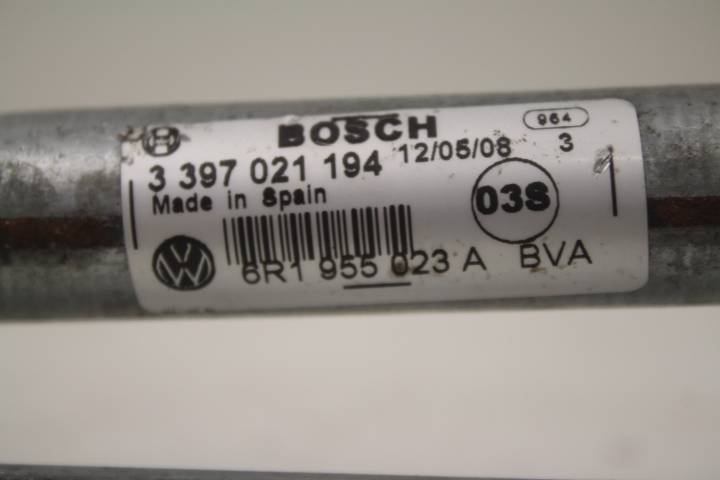 BOSCH
964
3 397 021 194 12/05/08 3
Made in Spain
03S
6R1 955 023 A BVA